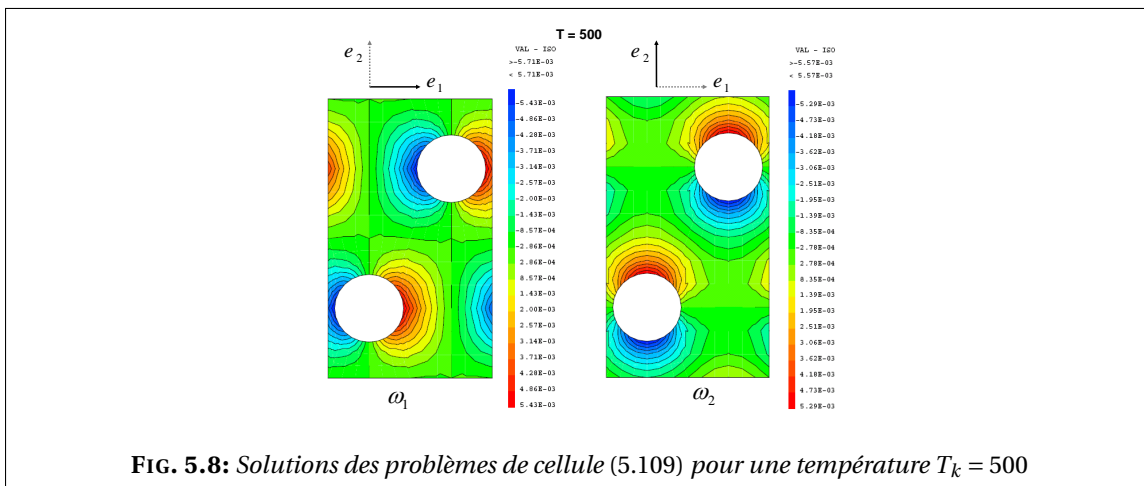 T = 500
e2
e1
VAL - ISO
>-5.71E-03
< 5.71E-03
-5.43E-03
-4.86E-03
-4.28E-03
-3.71E-03
-3.14E-03
-2.57E-03
-2.00E-03
-1.43E-03
-8.57E-04
-2.86E-04
2.86E-04
8.57E-04
1.43E-03
2.00E-03
2.57E-03
3.14E-03
3.71E-03
4.28E-03
4.86E-03
5.43E-03
ω1
e2
e1
VAL - ISO
>-5.57E-03
< 5.57E-03
-5.29E-03
-4.73E-03
-4.18E-03
-3.62E-03
-3.06E-03
-2.51E-03
-1.95E-03
-1.39E-03
-8.35E-04
-2.78E-04
2.78E-04
8.35E-04
1.39E-03
1.95E-03
2.51E-03
3.06E-03
3.62E-03
4.18E-03
4.73E-03
5.29E-03
ω2
FIG. 5.8: Solutions des problèmes de cellule (5.109) pour une température Tk = 500